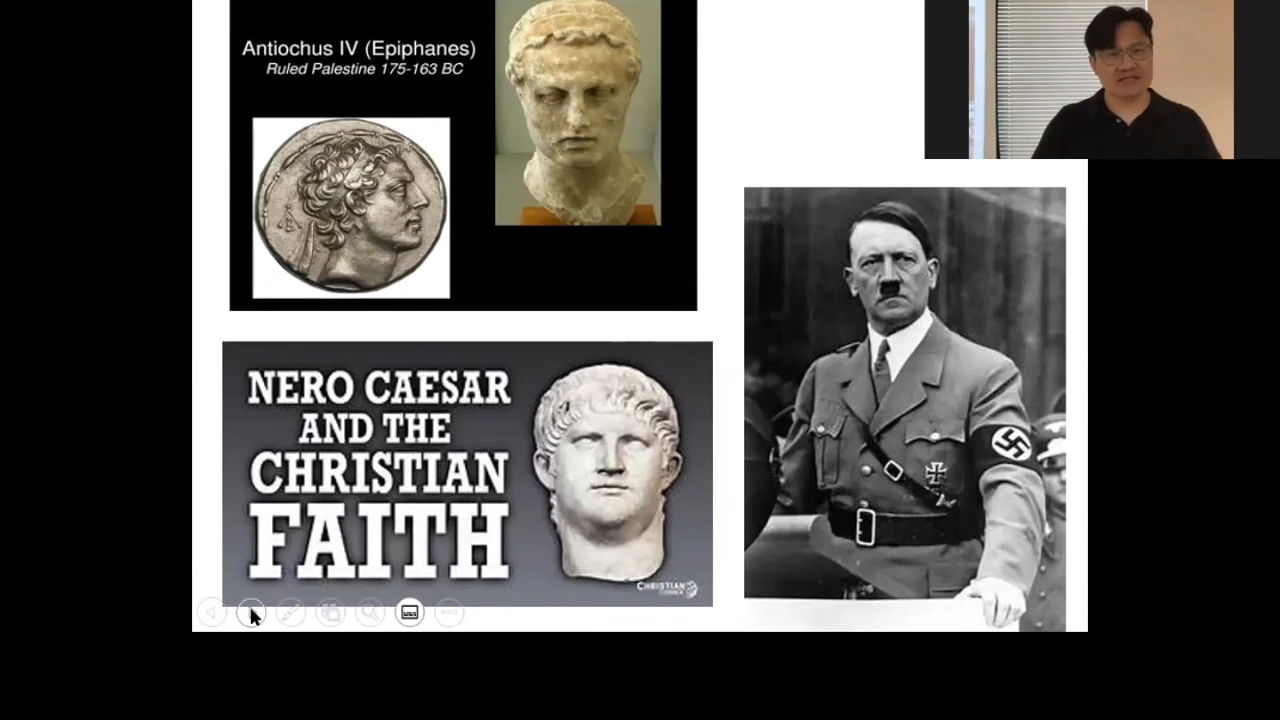 Antiochus IV (Epiphanes)
Ruled Palestine 175-163 BC
NERO CAESAR
AND THE
CHRISTIAN
FAITH
CHRISTIAN